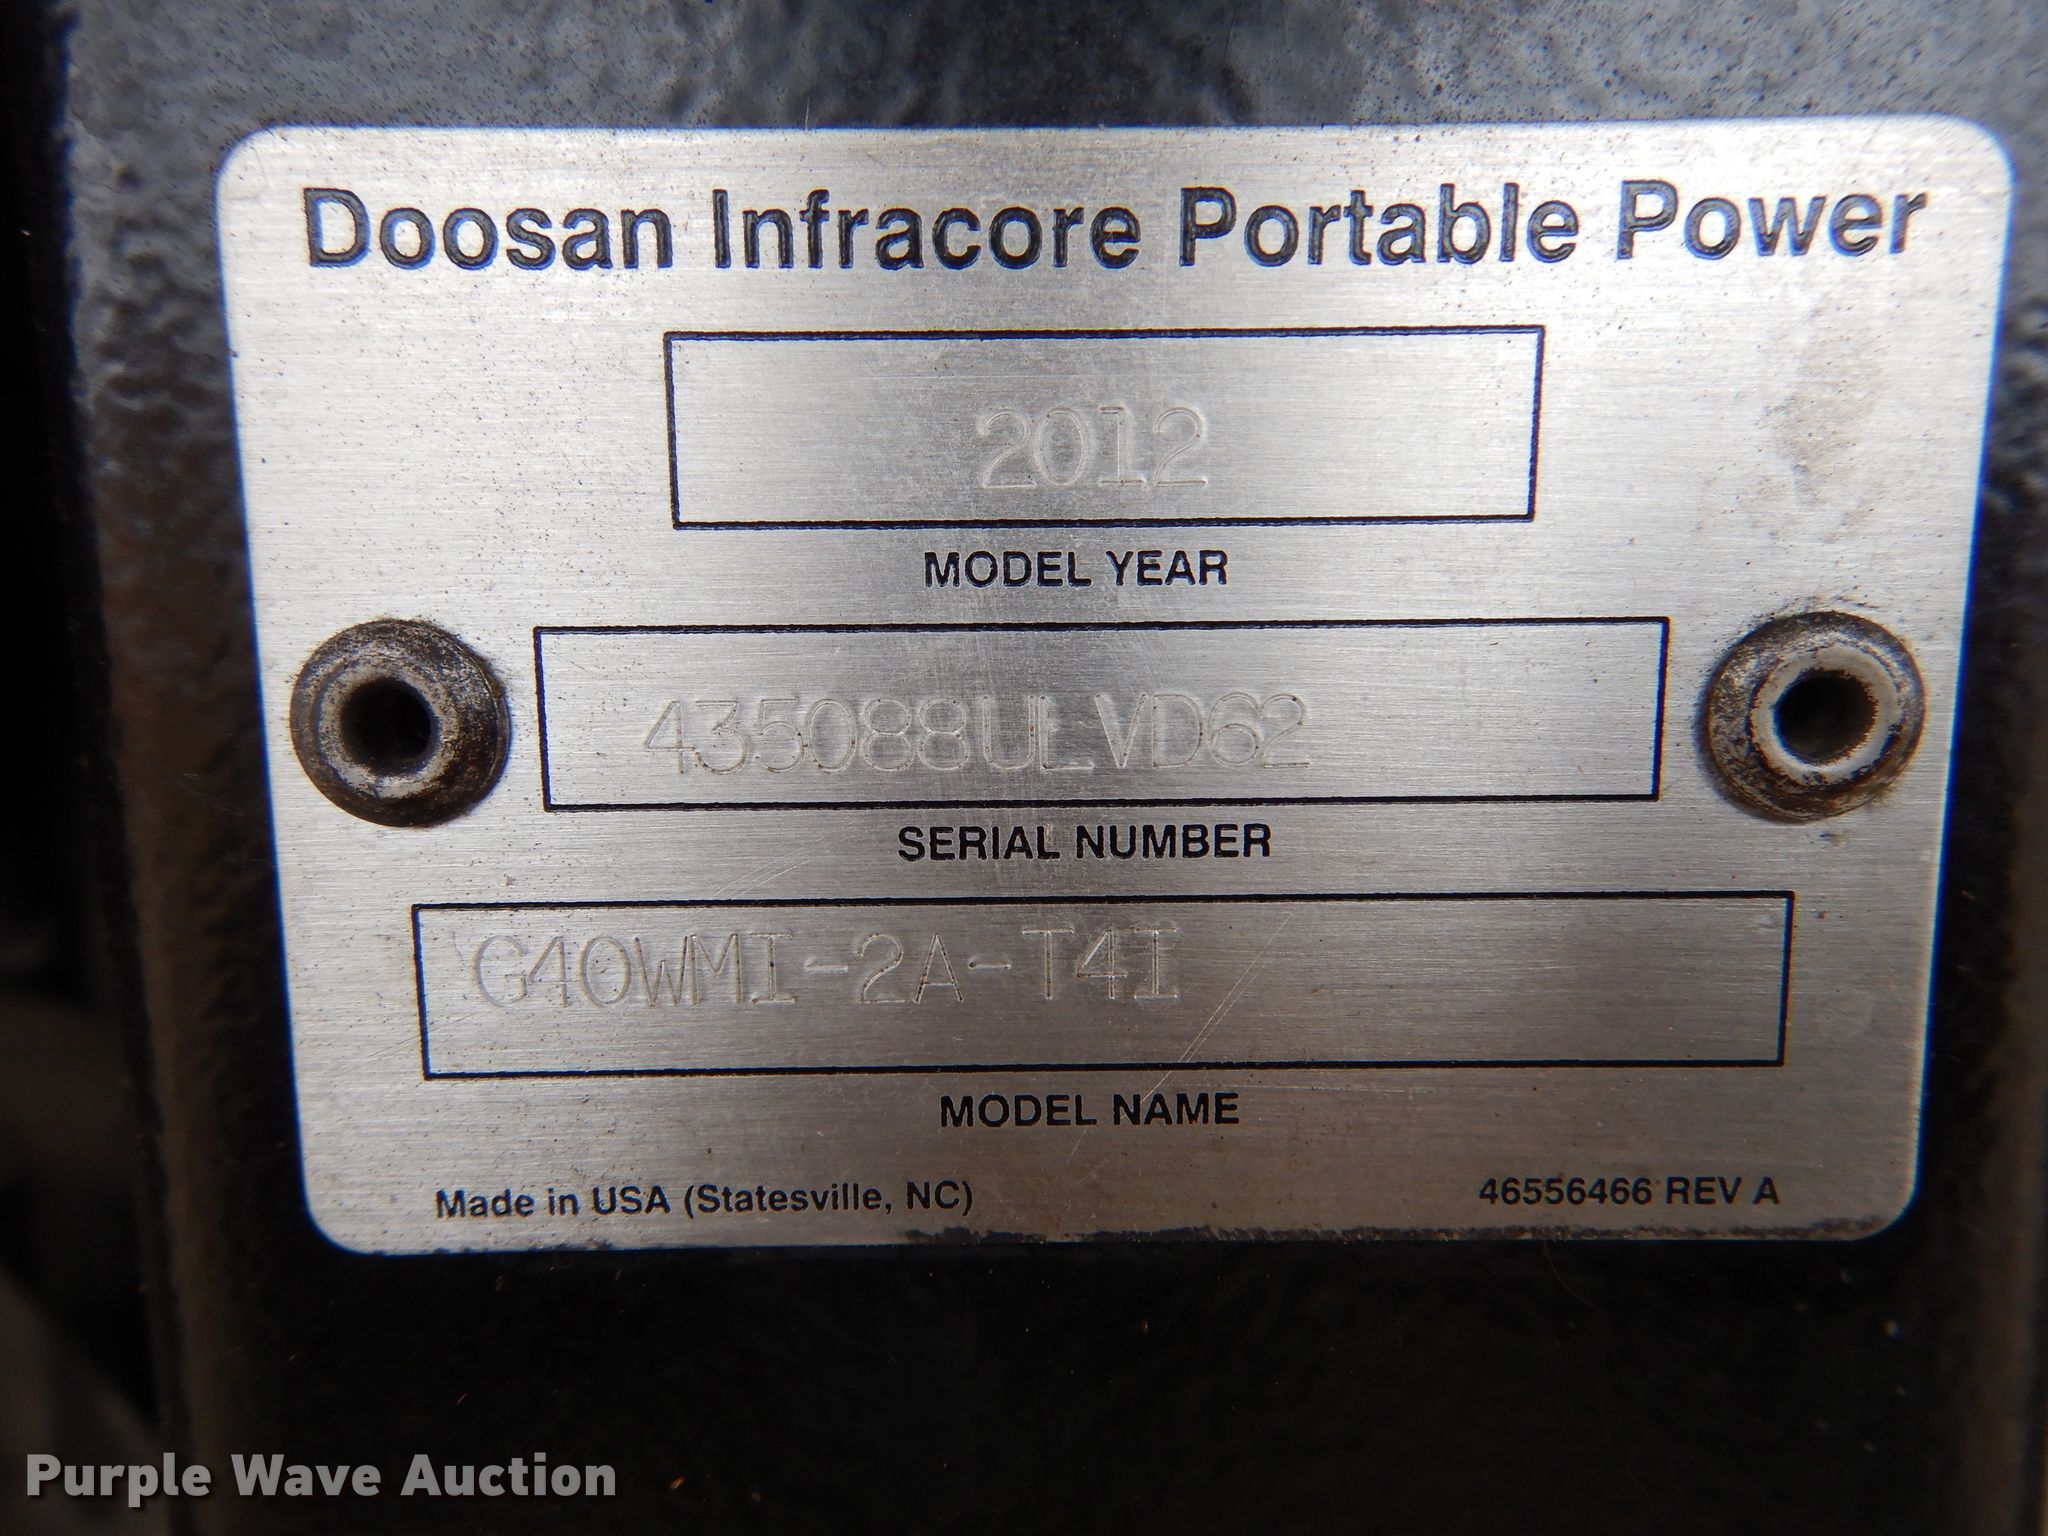 Doosan Infracore Portable Power
2012
MODEL YEAR
435088ULVD62
SERIAL NUMBER
G40WMI-2A-T4I
MODEL NAME
Made in USA (Statesville, NC)
46556466 REV A
Purple Wave Auction